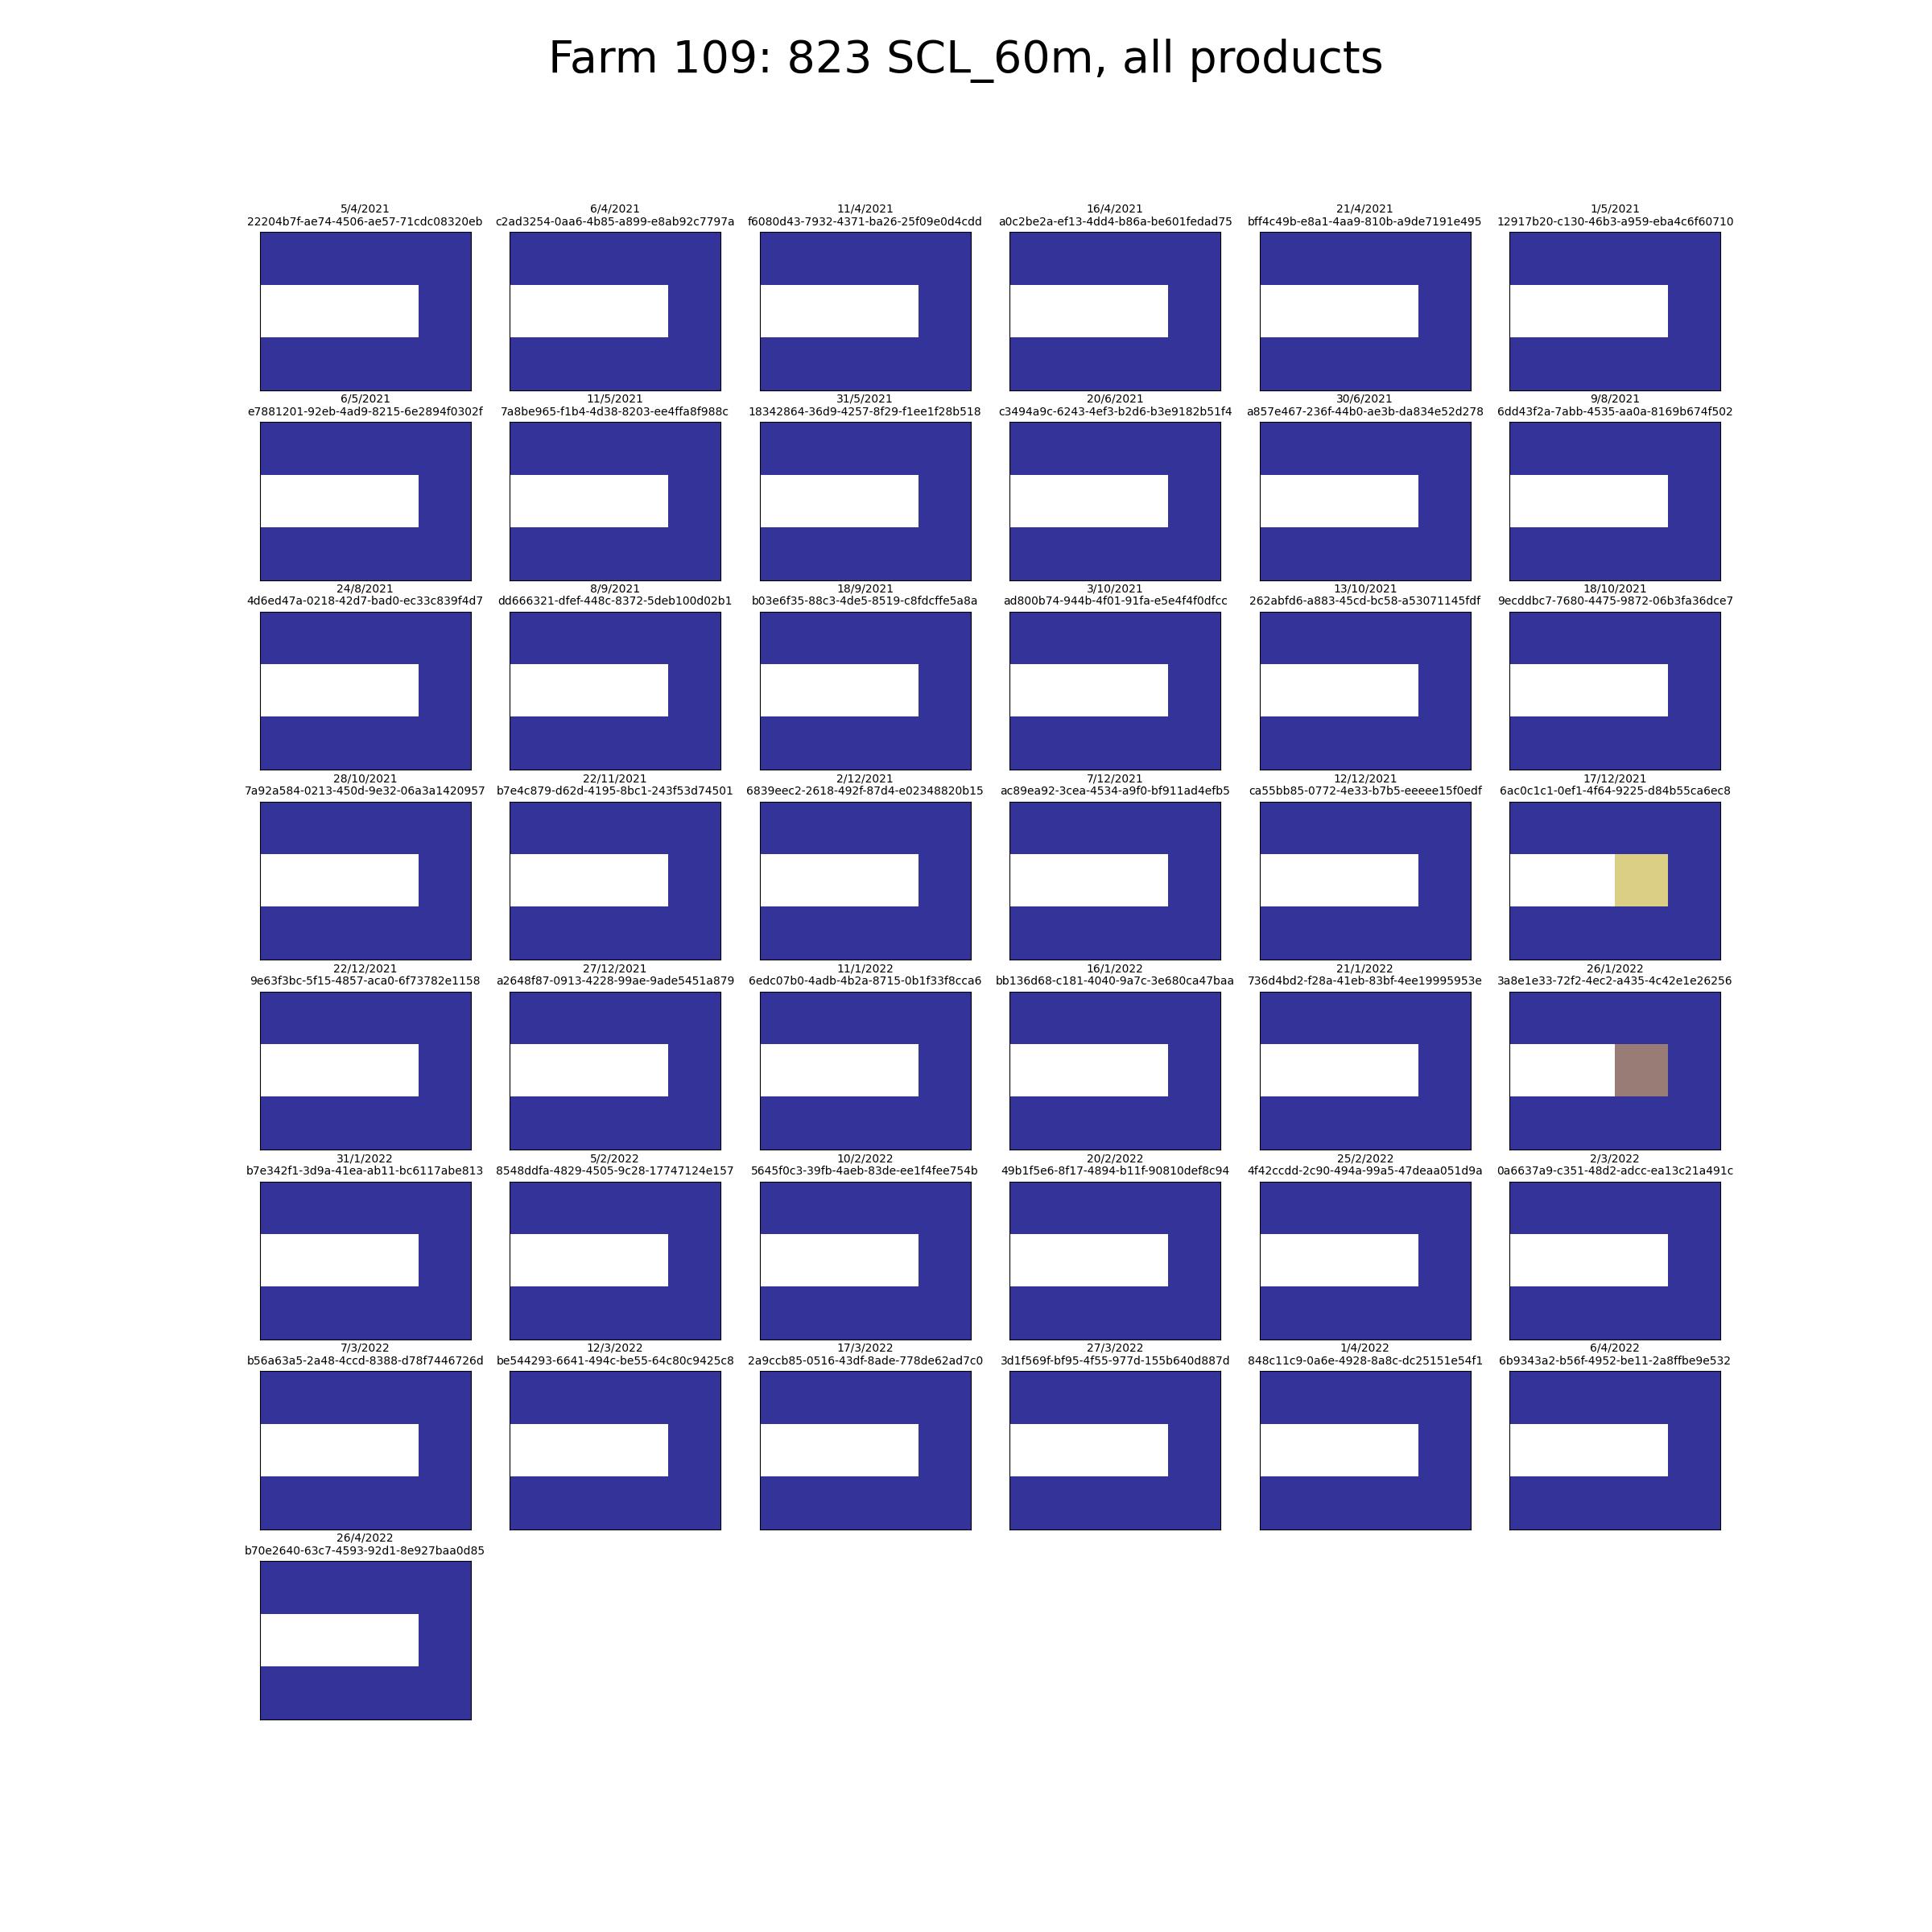 Farm 109: 823 SCL_60m, all products
5/4/2021 6/4/2021 11/4/2021 16/4/2021 21/4/2021 1/5/2021
22204b7f-ae74-4506-ae57-71cdc08320eb c2ad3254-0aa6-4b85-a899-e8ab92c7797a f6080d43-7932-4371-ba26-25f09e0d4cdd a0c2be2a-ef13-4dd4-b86a-be601fedad75 bff4c49b-e8a1-4aa9-810b-a9de7191e495 12917b20-c130-46b3-a959-eba4c6f60710
6/5/2021 11/5/2021 31/5/2021 20/6/2021 30/6/2021 9/8/2021
e7881201-92eb-4ad9-8215-6e2894f0302f 7a8be965-f1b4-4d38-8203-ee4ffa8f988c 18342864-36d9-4257-8f29-f1ee1f28b518 c3494a9c-6243-4ef3-b2d6-b3e9182b51f4 a857e467-236f-44b0-ae3b-da834e52d278 6dd43f2a-7abb-4535-aa0a-8169b674f502
24/8/2021 8/9/2021 18/9/2021 3/10/2021 13/10/2021 18/10/2021
4d6ed47a-0218-42d7-bad0-ec33c839f4d7 dd666321-dfef-448c-8372-5deb100d02b1 b03e6f35-88c3-4de5-8519-c8fdcffe5a8a ad800b74-944b-4f01-91fa-e5e4f4f0dfcc 262abfd6-a883-45cd-bc58-a53071145fdf 9ecddbc7-7680-4475-9872-06b3fa36dce7
28/10/2021 22/11/2021 2/12/2021 7/12/2021 12/12/2021 17/12/2021
7a92a584-0213-450d-9e32-06a3a1420957 b7e4c879-d62d-4195-8bc1-243f53d74501 6839eec2-2618-492f-87d4-e02348820b15 ac89ea92-3cea-4534-a9f0-bf911ad4efb5 ca55bb85-0772-4e33-b7b5-eeeee15f0edf 6ac0c1c1-0ef1-4f64-9225-d84b55ca6ec8
22/12/2021 27/12/2021 11/1/2022 16/1/2022 21/1/2022 26/1/2022
9e63f3bc-5f15-4857-aca0-6f73782e1158 a2648f87-0913-4228-99ae-9ade5451a879 6edc07b0-4adb-4b2a-8715-0b1f33f8cca6 bb136d68-c181-4040-9a7c-3e680ca47baa 736d4bd2-f28a-41eb-83bf-4ee19995953e 3a8e1e33-72f2-4ec2-a435-4c42e1e26256
31/1/2022 5/2/2022 10/2/2022 20/2/2022 25/2/2022 2/3/2022
b7e342f1-3d9a-41ea-ab11-bc6117abe813 8548ddfa-4829-4505-9c28-17747124e157 5645f0c3-39fb-4aeb-83de-ee1f4fee754b 49b1f5e6-8f17-4894-b11f-90810def8c94 4f42ccdd-2c90-494a-99a5-47deaa051d9a 0a6637a9-c351-48d2-adcc-ea13c21a491c
7/3/2022 12/3/2022 17/3/2022 27/3/2022 1/4/2022 6/4/2022
b56a63a5-2a48-4ccd-8388-d78f7446726d be544293-6641-494c-be55-64c80c9425c8 2a9ccb85-0516-43df-8ade-778de62ad7c0 3d1f569f-bf95-4f55-977d-155b640d887d 848c11c9-0a6e-4928-8a8c-dc25151e54f1 6b9343a2-b56f-4952-be11-2a8ffbe9e532
26/4/2022
b70e2640-63c7-4593-92d1-8e927baa0d85